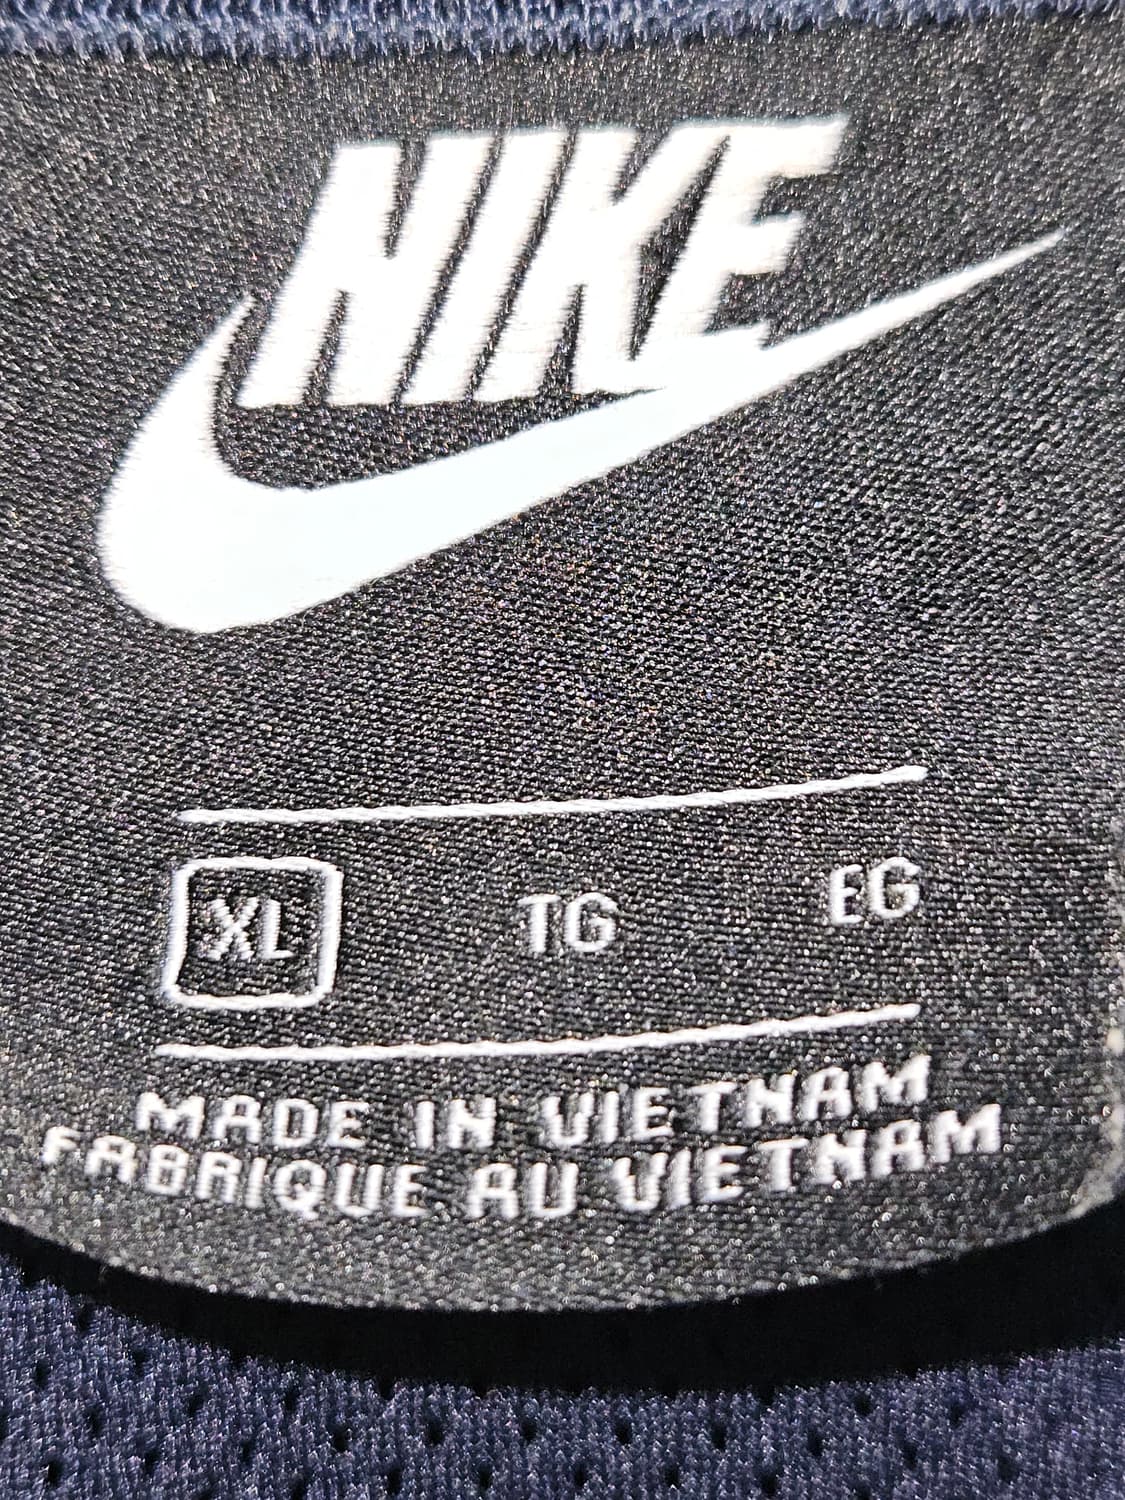 NIKE
XL TG EG
MADE IN VIETNAM
FABRIQUE AU VIETNAM